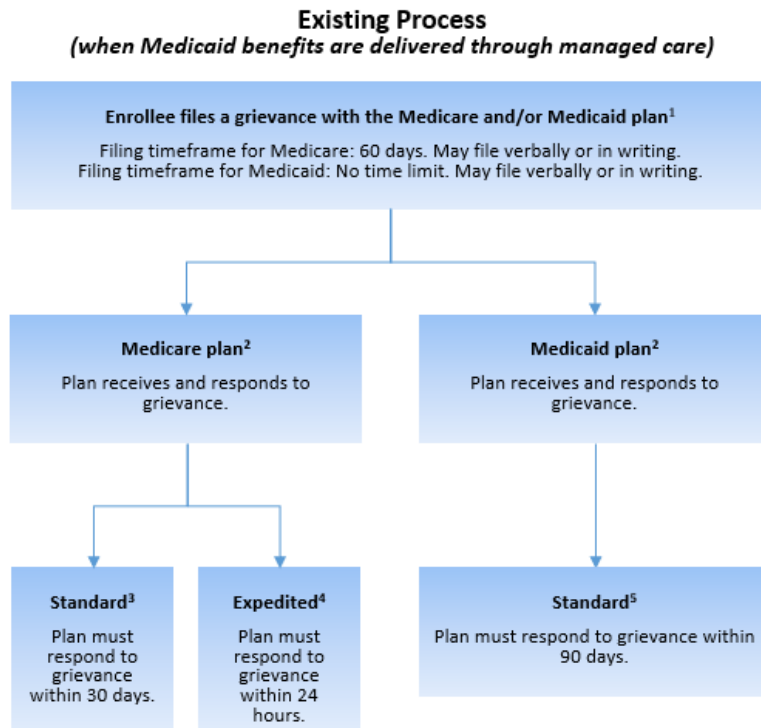 Existing Process
(when Medicaid benefits are delivered through managed care)
Enrollee files a grievance with the Medicare and/or Medicaid plan¹
Filing timeframe for Medicare: 60 days. May file verbally or in writing.
Filing timeframe for Medicaid: No time limit. May file verbally or in writing.
Medicare plan²
Plan receives and responds to
grievance.
Medicaid plan²
Plan receives and responds to
grievance.
Standard³
Plan must
respond to
grievance
within 30 days.
Expedited⁴
Plan must
respond to
grievance
within 24
hours.
Standard⁵
Plan must respond to grievance within
90 days.